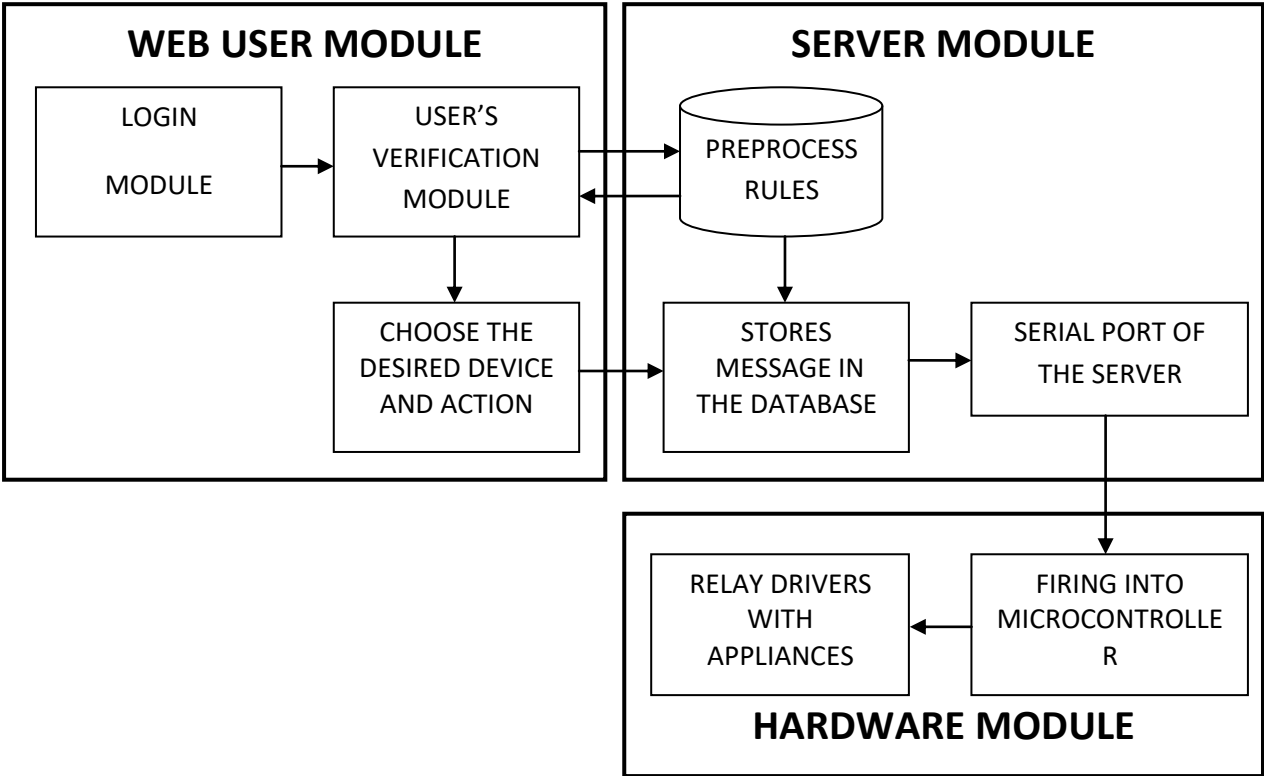 WEB USER MODULE
LOGIN
MODULE
USER’S
VERIFICATION
MODULE
CHOOSE THE
DESIRED DEVICE
AND ACTION
SERVER MODULE
PREPROCESS
RULES
STORES
MESSAGE IN
THE DATABASE
SERIAL PORT OF
THE SERVER
RELAY DRIVERS
WITH
APPLIANCES
FIRING INTO
MICROCONTROLLE
R
HARDWARE MODULE